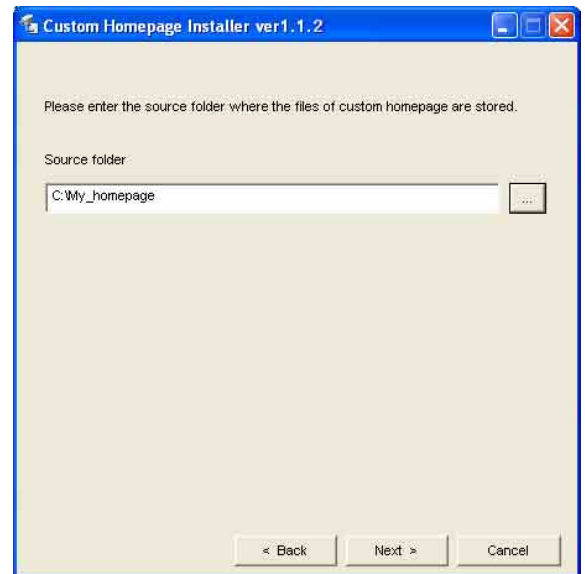 Custom Homepage Installer ver1.1.2
Please enter the source folder where the files of custom homepage are stored.
Source folder
C:\My_homepage
...
< Back
Next >
Cancel